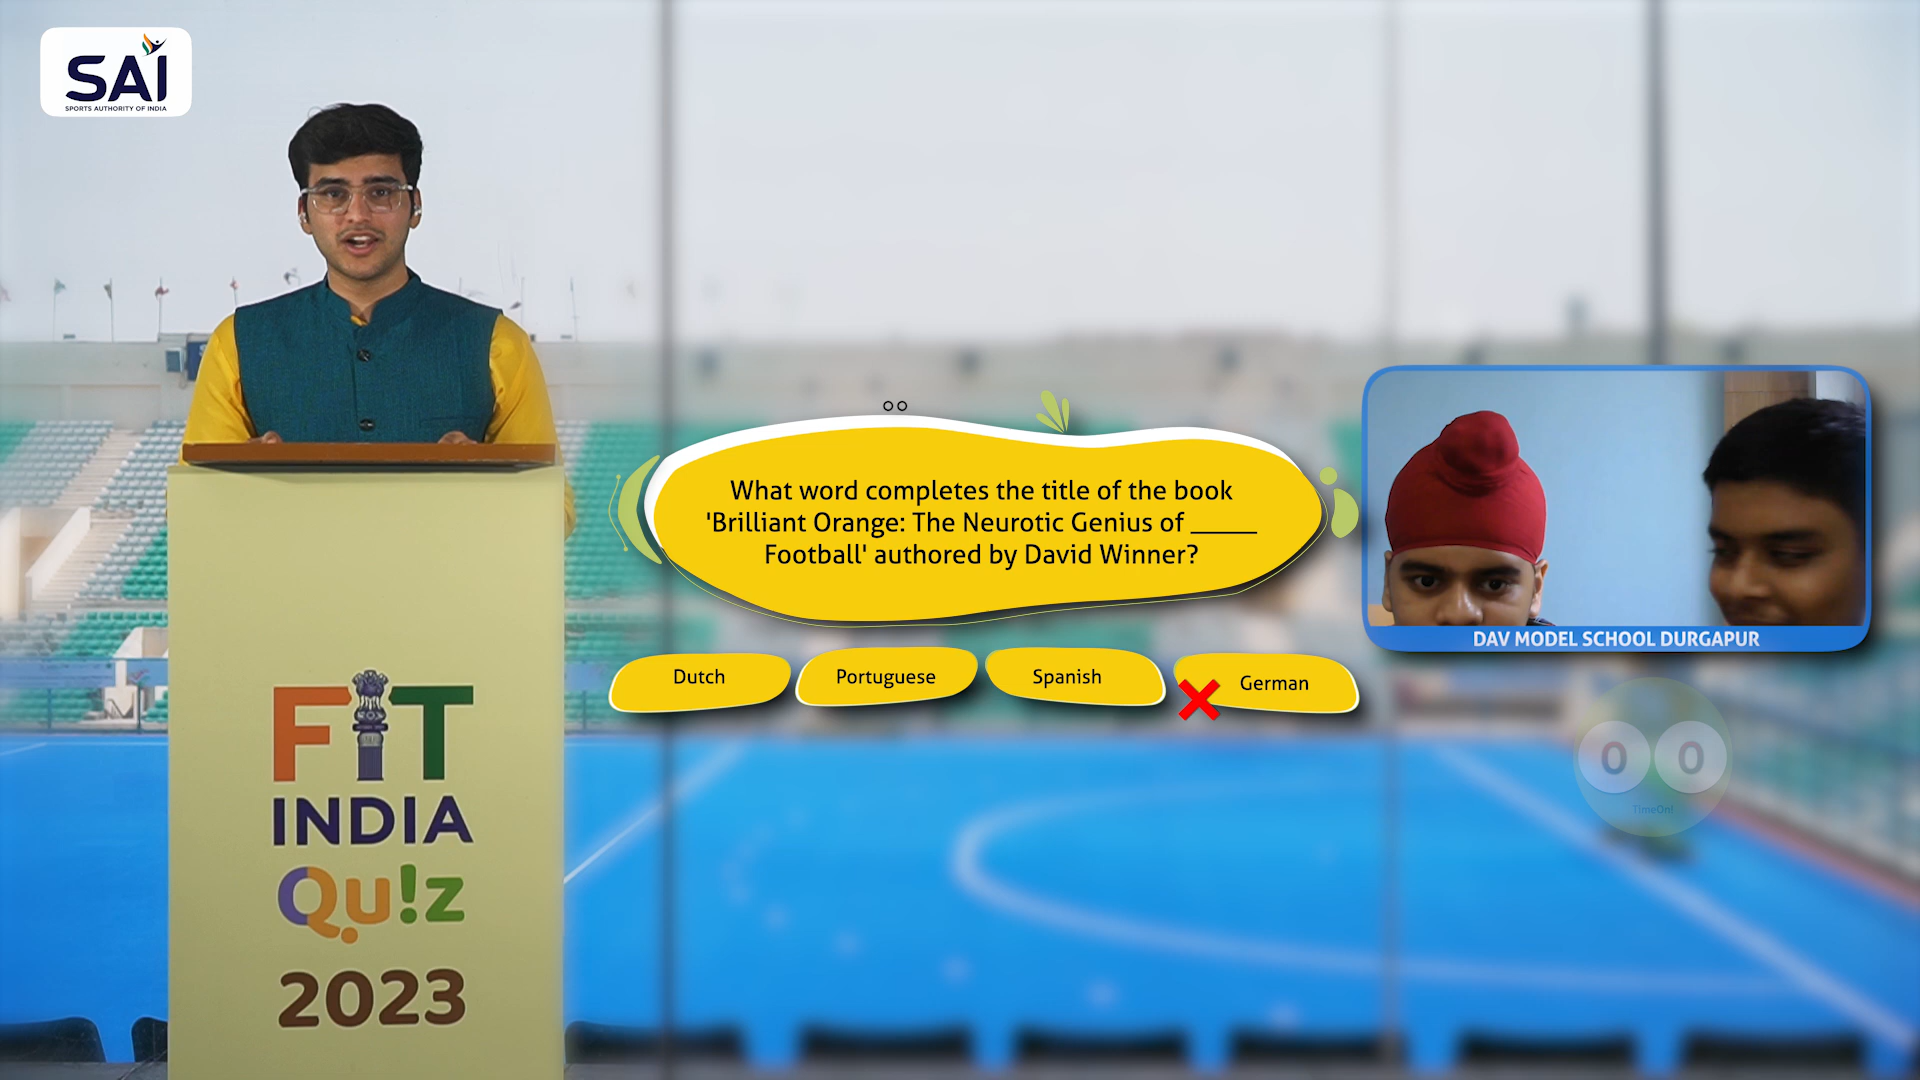 SAI
SPORTS AUTHORITY OF INDIA
What word completes the title of the book
'Brilliant Orange: The Neurotic Genius of _____
Football' authored by David Winner?
Dutch
Portuguese
Spanish
German
DAV MODEL SCHOOL DURGAPUR
0 0
TimeOn!
FIT
INDIA
Qu!z
2023